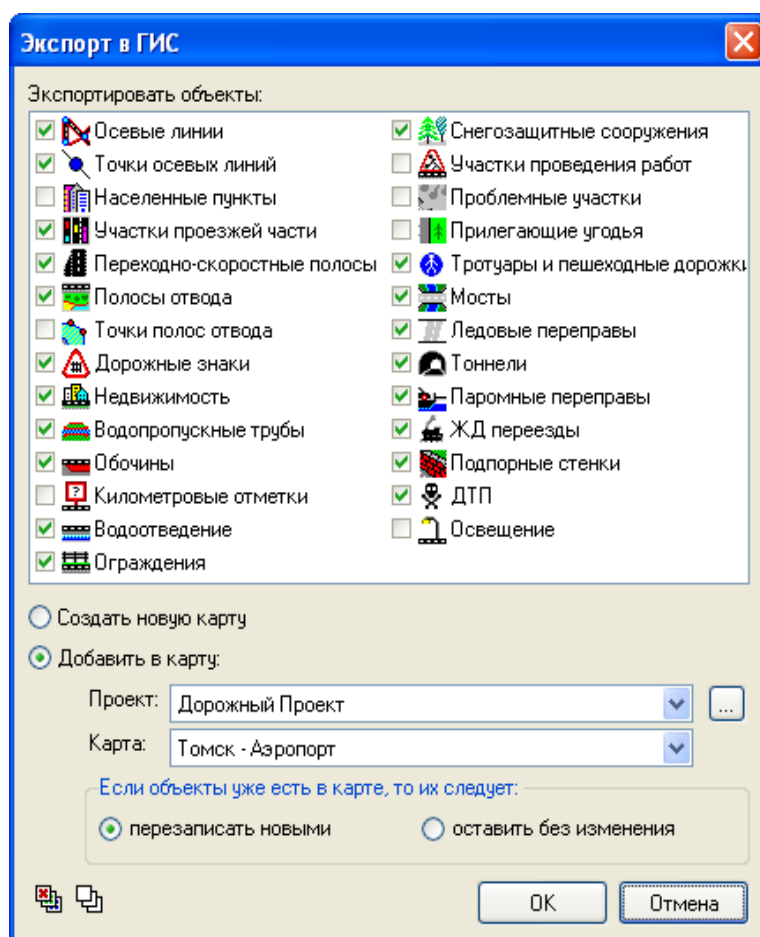 Экспорт в ГИС
Экспортировать объекты:
Осевые линии
Точки осевых линий
Населенные пункты
Участки проезжей части
Переходно-скоростные полосы
Полосы отвода
Точки полос отвода
Дорожные знаки
Недвижимость
Водопропускные трубы
Обочины
Километровые отметки
Водоотведение
Ограждения
Снегозащитные сооружения
Участки проведения работ
Проблемные участки
Прилегающие угодья
Тротуары и пешеходные дорожки
Мосты
Ледовые переправы
Тоннели
Паромные переправы
ЖД переезды
Подпорные стенки
ДТП
Освещение
Создать новую карту
Добавить в карту:
Проект: Дорожный Проект ...
Карта: Томск - Аэропорт
Если объекты уже есть в карте, то их следует:
перезаписать новыми оставить без изменения
OK Отмена